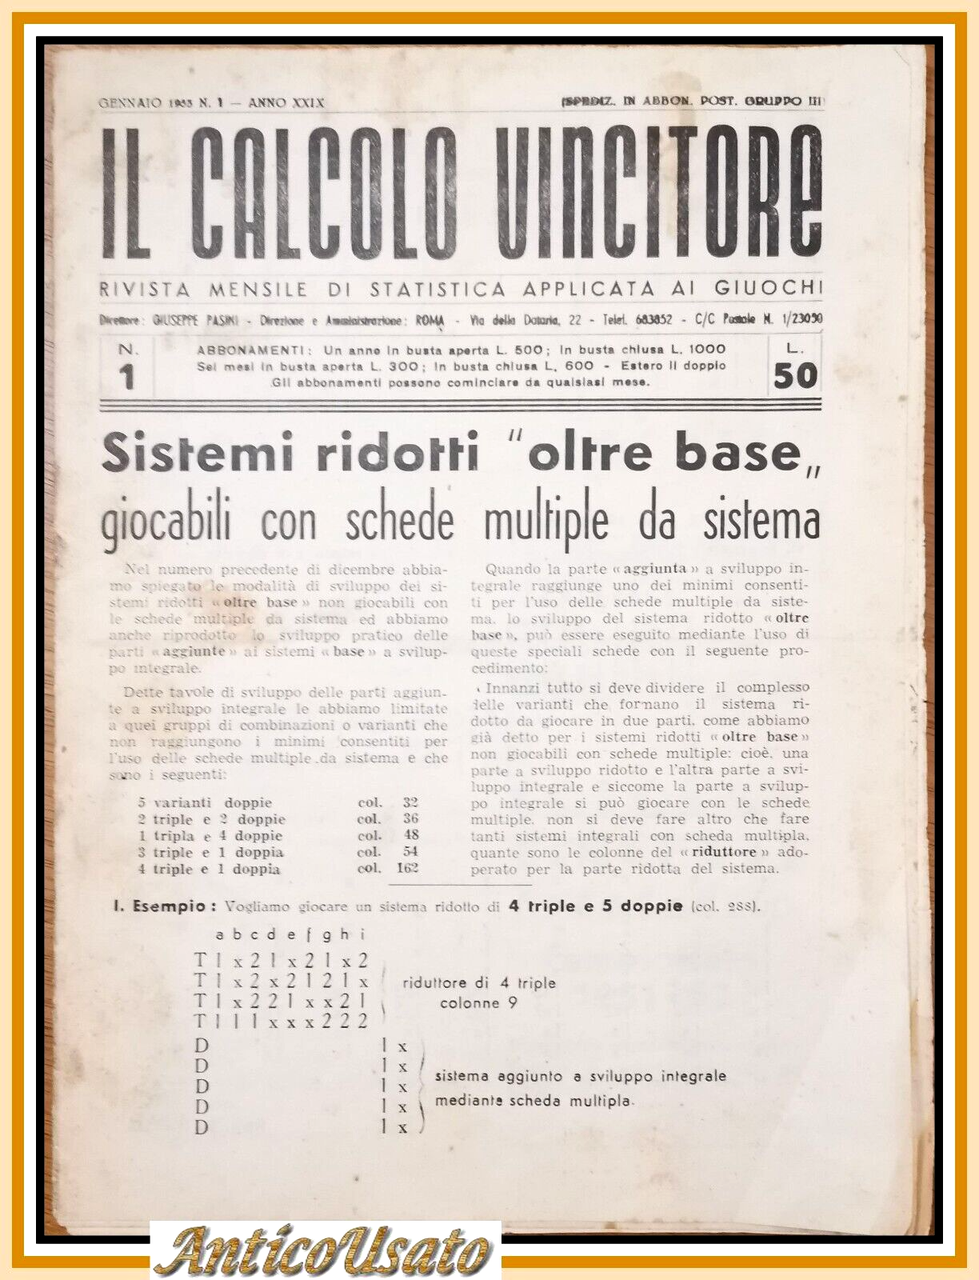 GENNAIO 1955 N. 1 — ANNO XXIX
(SPEDIZ. IN ABBON. POST. GRUPPO III)
IL CALCOLO VINCITORE
RIVISTA MENSILE DI STATISTICA APPLICATA AI GIUOCHI
Direttore: GIUSEPPE PASINI - Direzione e Amministrazione: ROMA - Via della Dataria, 22 - Telef. 683852 - C/C Postale N. 1/23050
N.
1
ABBONAMENTI: Un anno in busta aperta L. 500; In busta chiusa L. 1000
Sei mesi in busta aperta L. 300; In busta chiusa L. 600 - Estero il doppio
Gli abbonamenti possono cominciare da qualsiasi mese.
L.
50
Sistemi ridotti "oltre base„
giocabili con schede multiple da sistema
Nel numero precedente di dicembre abbia-
mo spiegato le modalità di sviluppo dei si-
stemi ridotti «oltre base» non giocabili con
le schede multiple da sistema ed abbiamo
anche riprodotto lo sviluppo pratico delle
parti «aggiunte» ai sistemi «base» a svilup-
po integrale.
Dette tavole di sviluppo delle parti aggiun-
te a sviluppo integrale le abbiamo limitate
a quei gruppi di combinazioni o varianti che
non raggiungono i minimi consentiti per
l'uso delle schede multiple da sistema e che
sono i seguenti:
5 varianti doppie col. 32
2 triple e 2 doppie col. 36
1 tripla e 4 doppie col. 48
3 triple e 1 doppia col. 54
4 triple e 1 doppia col. 162
Quando la parte «aggiunta» a sviluppo in-
tegrale raggiunge uno dei minimi consenti-
ti per l'uso delle schede multiple da siste-
ma, lo sviluppo del sistema ridotto «oltre
base», può essere eseguito mediante l'uso di
queste speciali schede con il seguente pro-
cedimento:
Innanzi tutto si deve dividere il complesso
delle varianti che formano il sistema ri-
dotto da giocare in due parti, come abbiamo
già detto per i sistemi ridotti «oltre base»
non giocabili con schede multiple: cioè, una
parte a sviluppo ridotto e l'altra parte a svi-
luppo integrale e siccome la parte a svilup-
po integrale si può giocare con le schede
multiple, non si deve fare altro che fare
tanti sistemi integrali con scheda multipla,
quante sono le colonne del «riduttore» ado-
perato per la parte ridotta del sistema.
I. Esempio: Vogliamo giocare un sistema ridotto di 4 triple e 5 doppie (col. 288).
a b c d e f g h i
T 1 x 2 1 x 2 1 x 2
T 1 x 2 x 2 1 2 1 x
T 1 x 2 2 1 x x 2 1
T 1 1 1 x x x 2 2 2
riduttore di 4 triple
colonne 9
D 1 x
D 1 x
D 1 x
D 1 x
D 1 x
sistema aggiunto a sviluppo integrale
mediante scheda multipla.
AnticoUsato